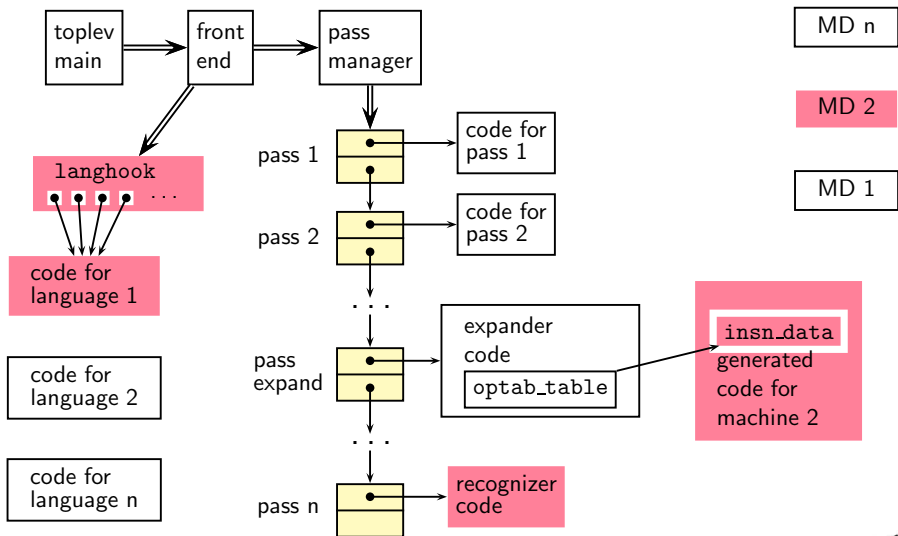 toplev
main
front
end
pass
manager
MD n
MD 2
MD 1
langhook
. . .
code for
language 1
code for
language 2
code for
language n
pass 1
code for
pass 1
pass 2
code for
pass 2
. . .
pass
expand
expander
code
optab_table
insn_data
generated
code for
machine 2
. . .
pass n
recognizer
code